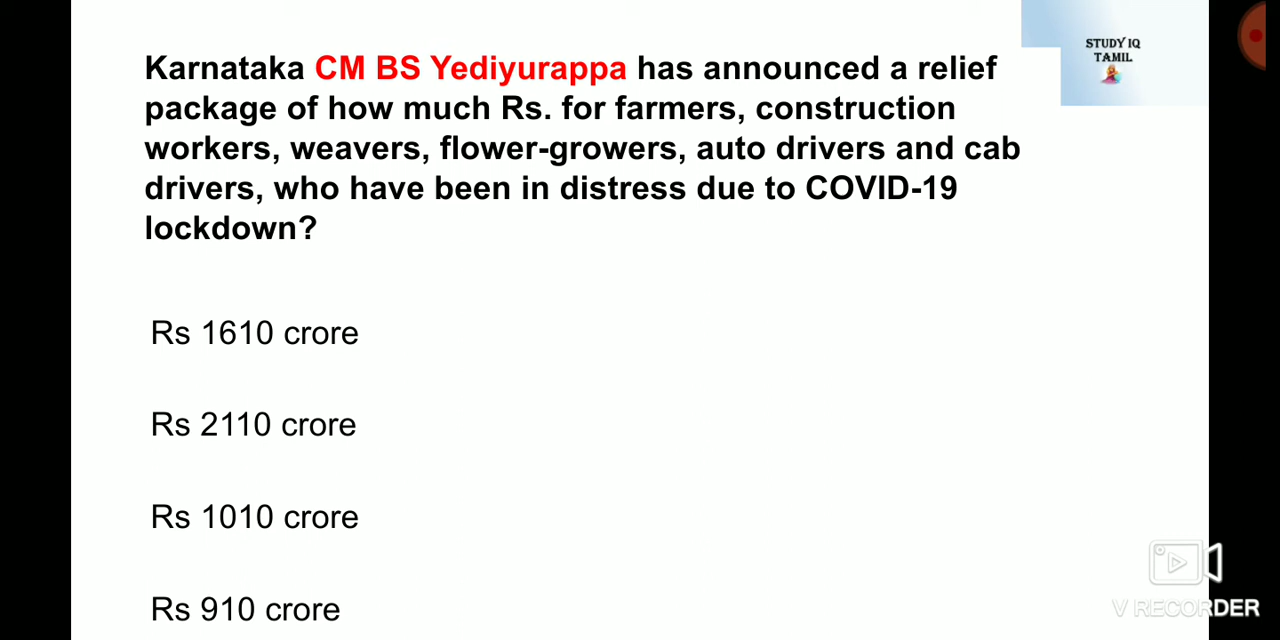 Karnataka CM BS Yediyurappa has announced a relief
package of how much Rs. for farmers, construction
workers, weavers, flower-growers, auto drivers and cab
drivers, who have been in distress due to COVID-19
lockdown?
STUDY IQ
TAMIL
Rs 1610 crore
Rs 2110 crore
Rs 1010 crore
Rs 910 crore
V RECORDER